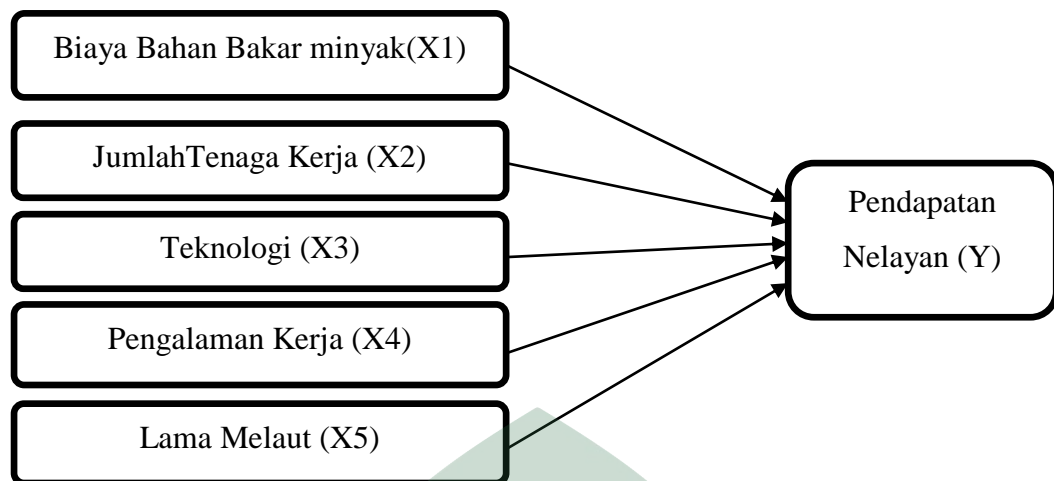 Biaya Bahan Bakar minyak(X1)
JumlahTenaga Kerja (X2)
Teknologi (X3)
Pengalaman Kerja (X4)
Lama Melaut (X5)
Pendapatan
Nelayan (Y)